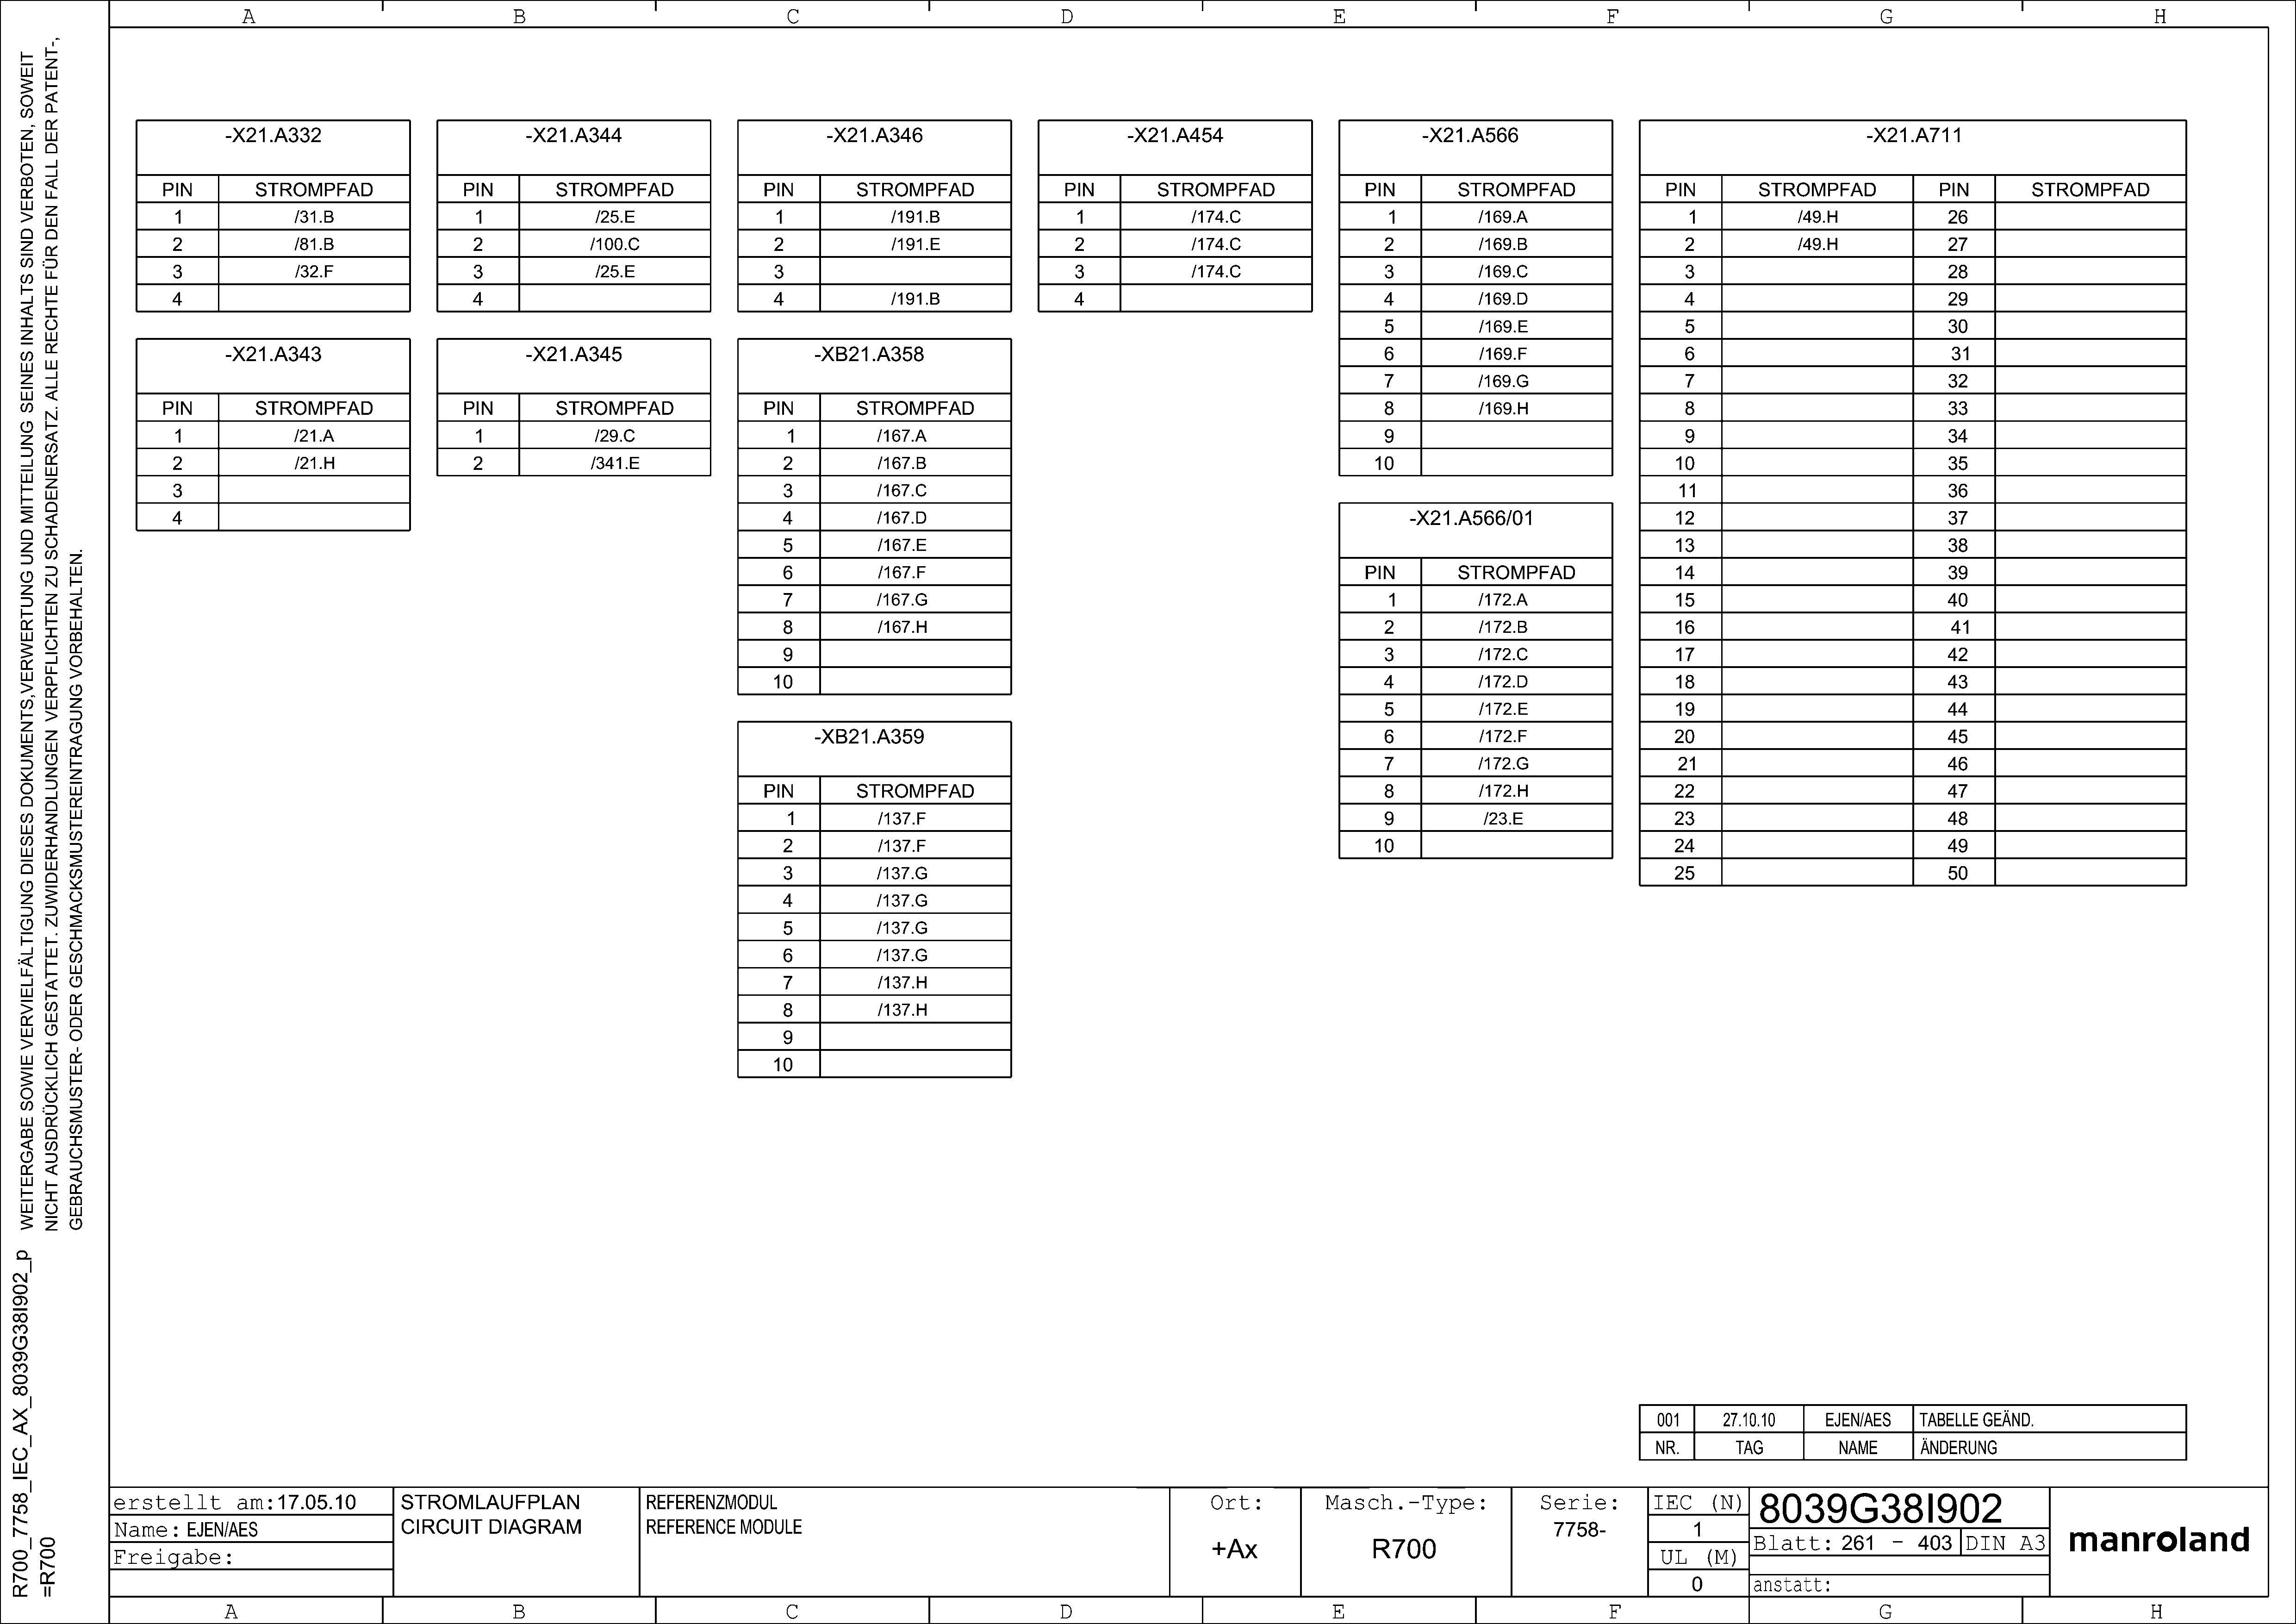 A B C D E F G H
WEITERGABE SOWIE VERVIELFÄLTIGUNG DIESES DOKUMENTS,VERWERTUNG UND MITTEILUNG SEINES INHALTS SIND VERBOTEN, SOWEIT
NICHT AUSDRÜCKLICH GESTATTET. ZUWIDERHANDLUNGEN VERPFLICHTEN ZU SCHADENERSATZ. ALLE RECHTE FÜR DEN FALL DER PATENT-,
GEBRAUCHSMUSTER- ODER GESCHMACKSMUSTEREINTRAGUNG VORBEHALTEN.
R700_7758_IEC_AX_8039G38I902_p
=R700
-X21.A332
PIN STROMPFAD
1 /31.B
2 /81.B
3 /32.F
4
-X21.A343
PIN STROMPFAD
1 /21.A
2 /21.H
3
4
-X21.A344
PIN STROMPFAD
1 /25.E
2 /100.C
3 /25.E
4
-X21.A345
PIN STROMPFAD
1 /29.C
2 /341.E
-X21.A346
PIN STROMPFAD
1 /191.B
2 /191.E
3
4 /191.B
-XB21.A358
PIN STROMPFAD
1 /167.A
2 /167.B
3 /167.C
4 /167.D
5 /167.E
6 /167.F
7 /167.G
8 /167.H
9
10
-XB21.A359
PIN STROMPFAD
1 /137.F
2 /137.F
3 /137.G
4 /137.G
5 /137.G
6 /137.G
7 /137.H
8 /137.H
9
10
-X21.A454
PIN STROMPFAD
1 /174.C
2 /174.C
3 /174.C
4
-X21.A566
PIN STROMPFAD
1 /169.A
2 /169.B
3 /169.C
4 /169.D
5 /169.E
6 /169.F
7 /169.G
8 /169.H
9
10
-X21.A566/01
PIN STROMPFAD
1 /172.A
2 /172.B
3 /172.C
4 /172.D
5 /172.E
6 /172.F
7 /172.G
8 /172.H
9 /23.E
10
-X21.A711
PIN STROMPFAD PIN STROMPFAD
1 /49.H 26
2 /49.H 27
3 28
4 29
5 30
6 31
7 32
8 33
9 34
10 35
11 36
12 37
13 38
14 39
15 40
16 41
17 42
18 43
19 44
20 45
21 46
22 47
23 48
24 49
25 50
001 27.10.10 EJEN/AES TABELLE GEÄND.
NR. TAG NAME ÄNDERUNG
erstellt am:17.05.10
Name: EJEN/AES
Freigabe:
STROMLAUFPLAN
CIRCUIT DIAGRAM
REFERENZMODUL
REFERENCE MODULE
Ort:
+Ax
Masch.-Type:
R700
Serie:
7758-
IEC (N)
1
UL (M)
0
8039G38I902
Blatt: 261 - 403 DIN A3
anstatt:
manroland
A B C D E F G H